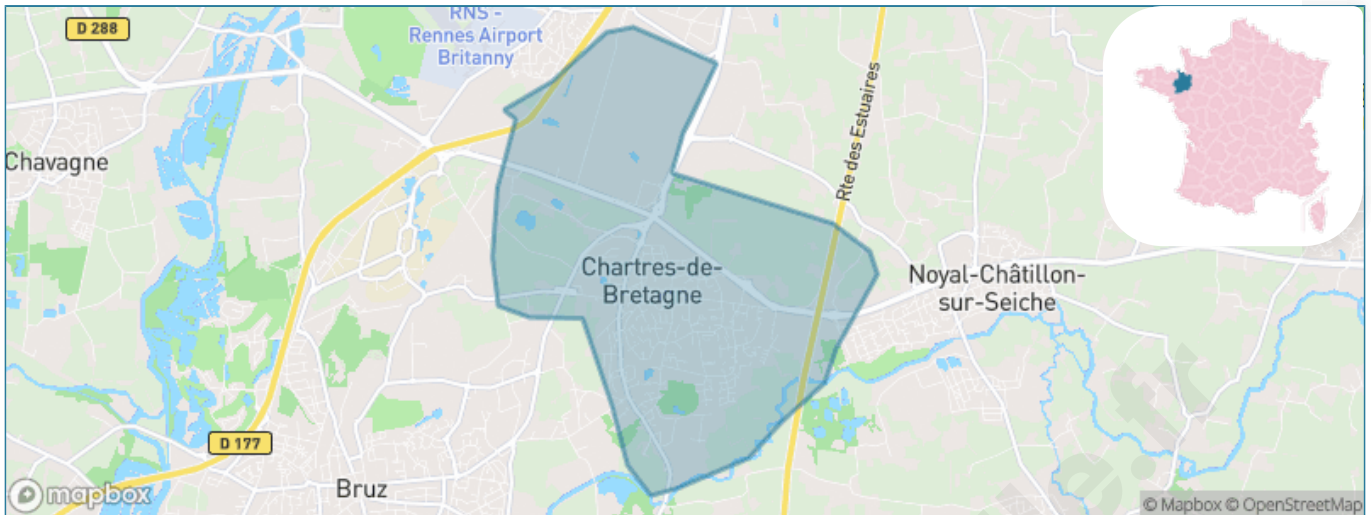 D 288
RNS -
Rennes Airport
Britanny
Chavagne
Rte des Estuaires
Chartres-de-
Bretagne
Noyal-Châtillon-
sur-Seiche
D 177
Bruz
mapbox
© Mapbox © OpenStreetMap
e.fr